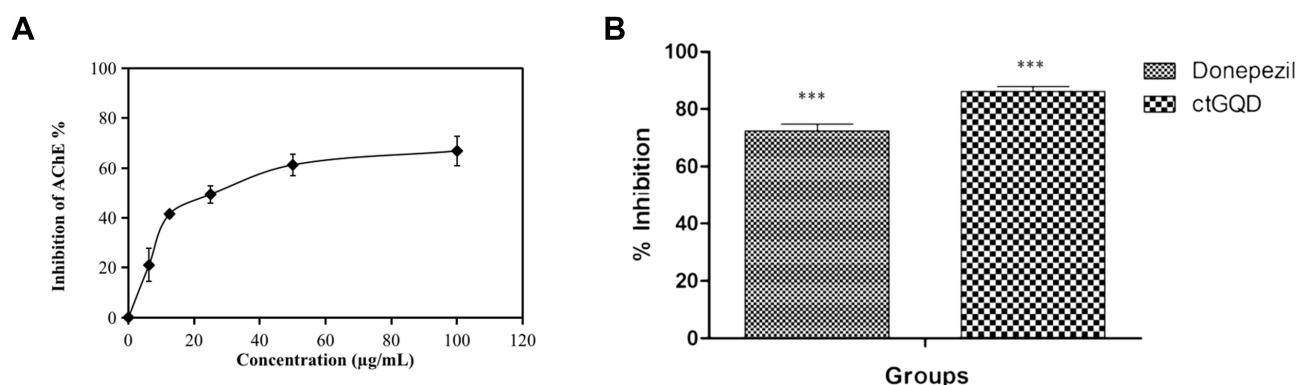 A
Inhibition of AChE %
100
80
60
40
20
0
0 20 40 60 80 100 120
Concentration (µg/mL)
B
% Inhibition
100
80
60
40
20
0
***
***
Groups
Donepezil
ctGQD